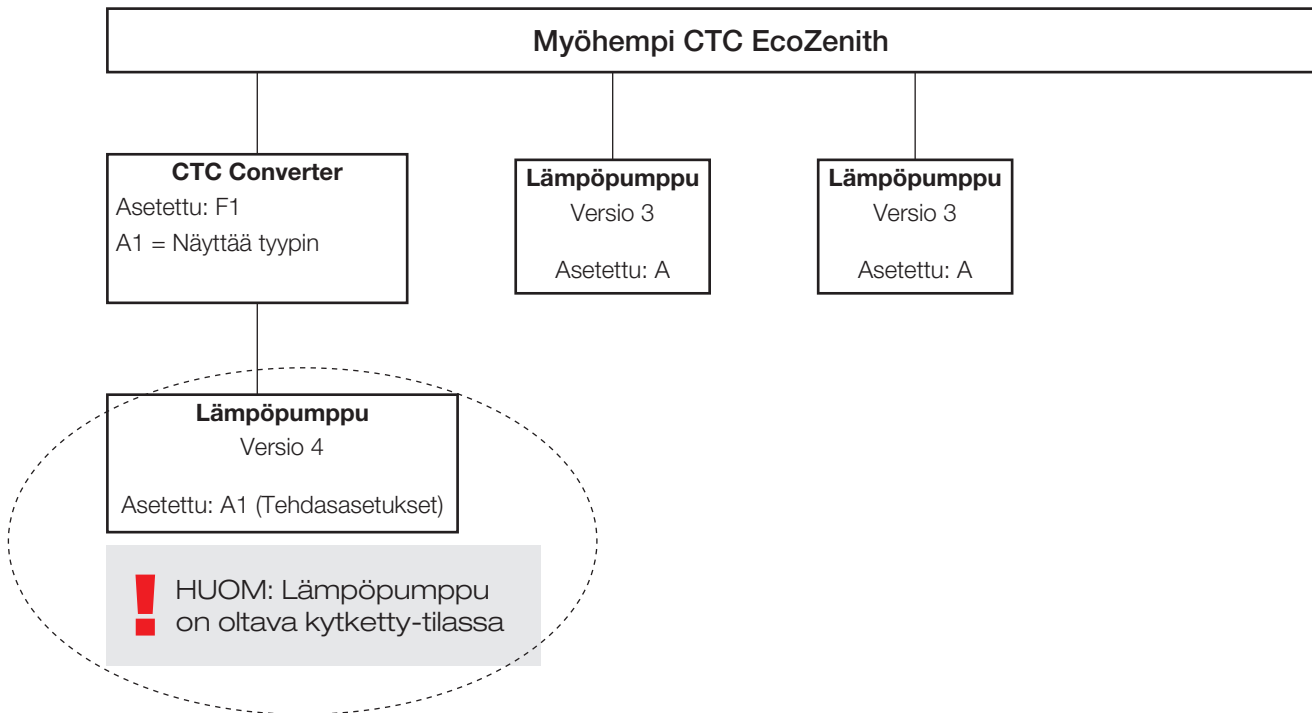 Myöhempi CTC EcoZenith
CTC Converter
Asetettu: F1
A1 = Näyttää tyypin
Lämpöpumppu
Versio 3
Asetettu: A
Lämpöpumppu
Versio 3
Asetettu: A
Lämpöpumppu
Versio 4
Asetettu: A1 (Tehdasasetukset)
! HUOM: Lämpöpumppu
on oltava kytketty-tilassa